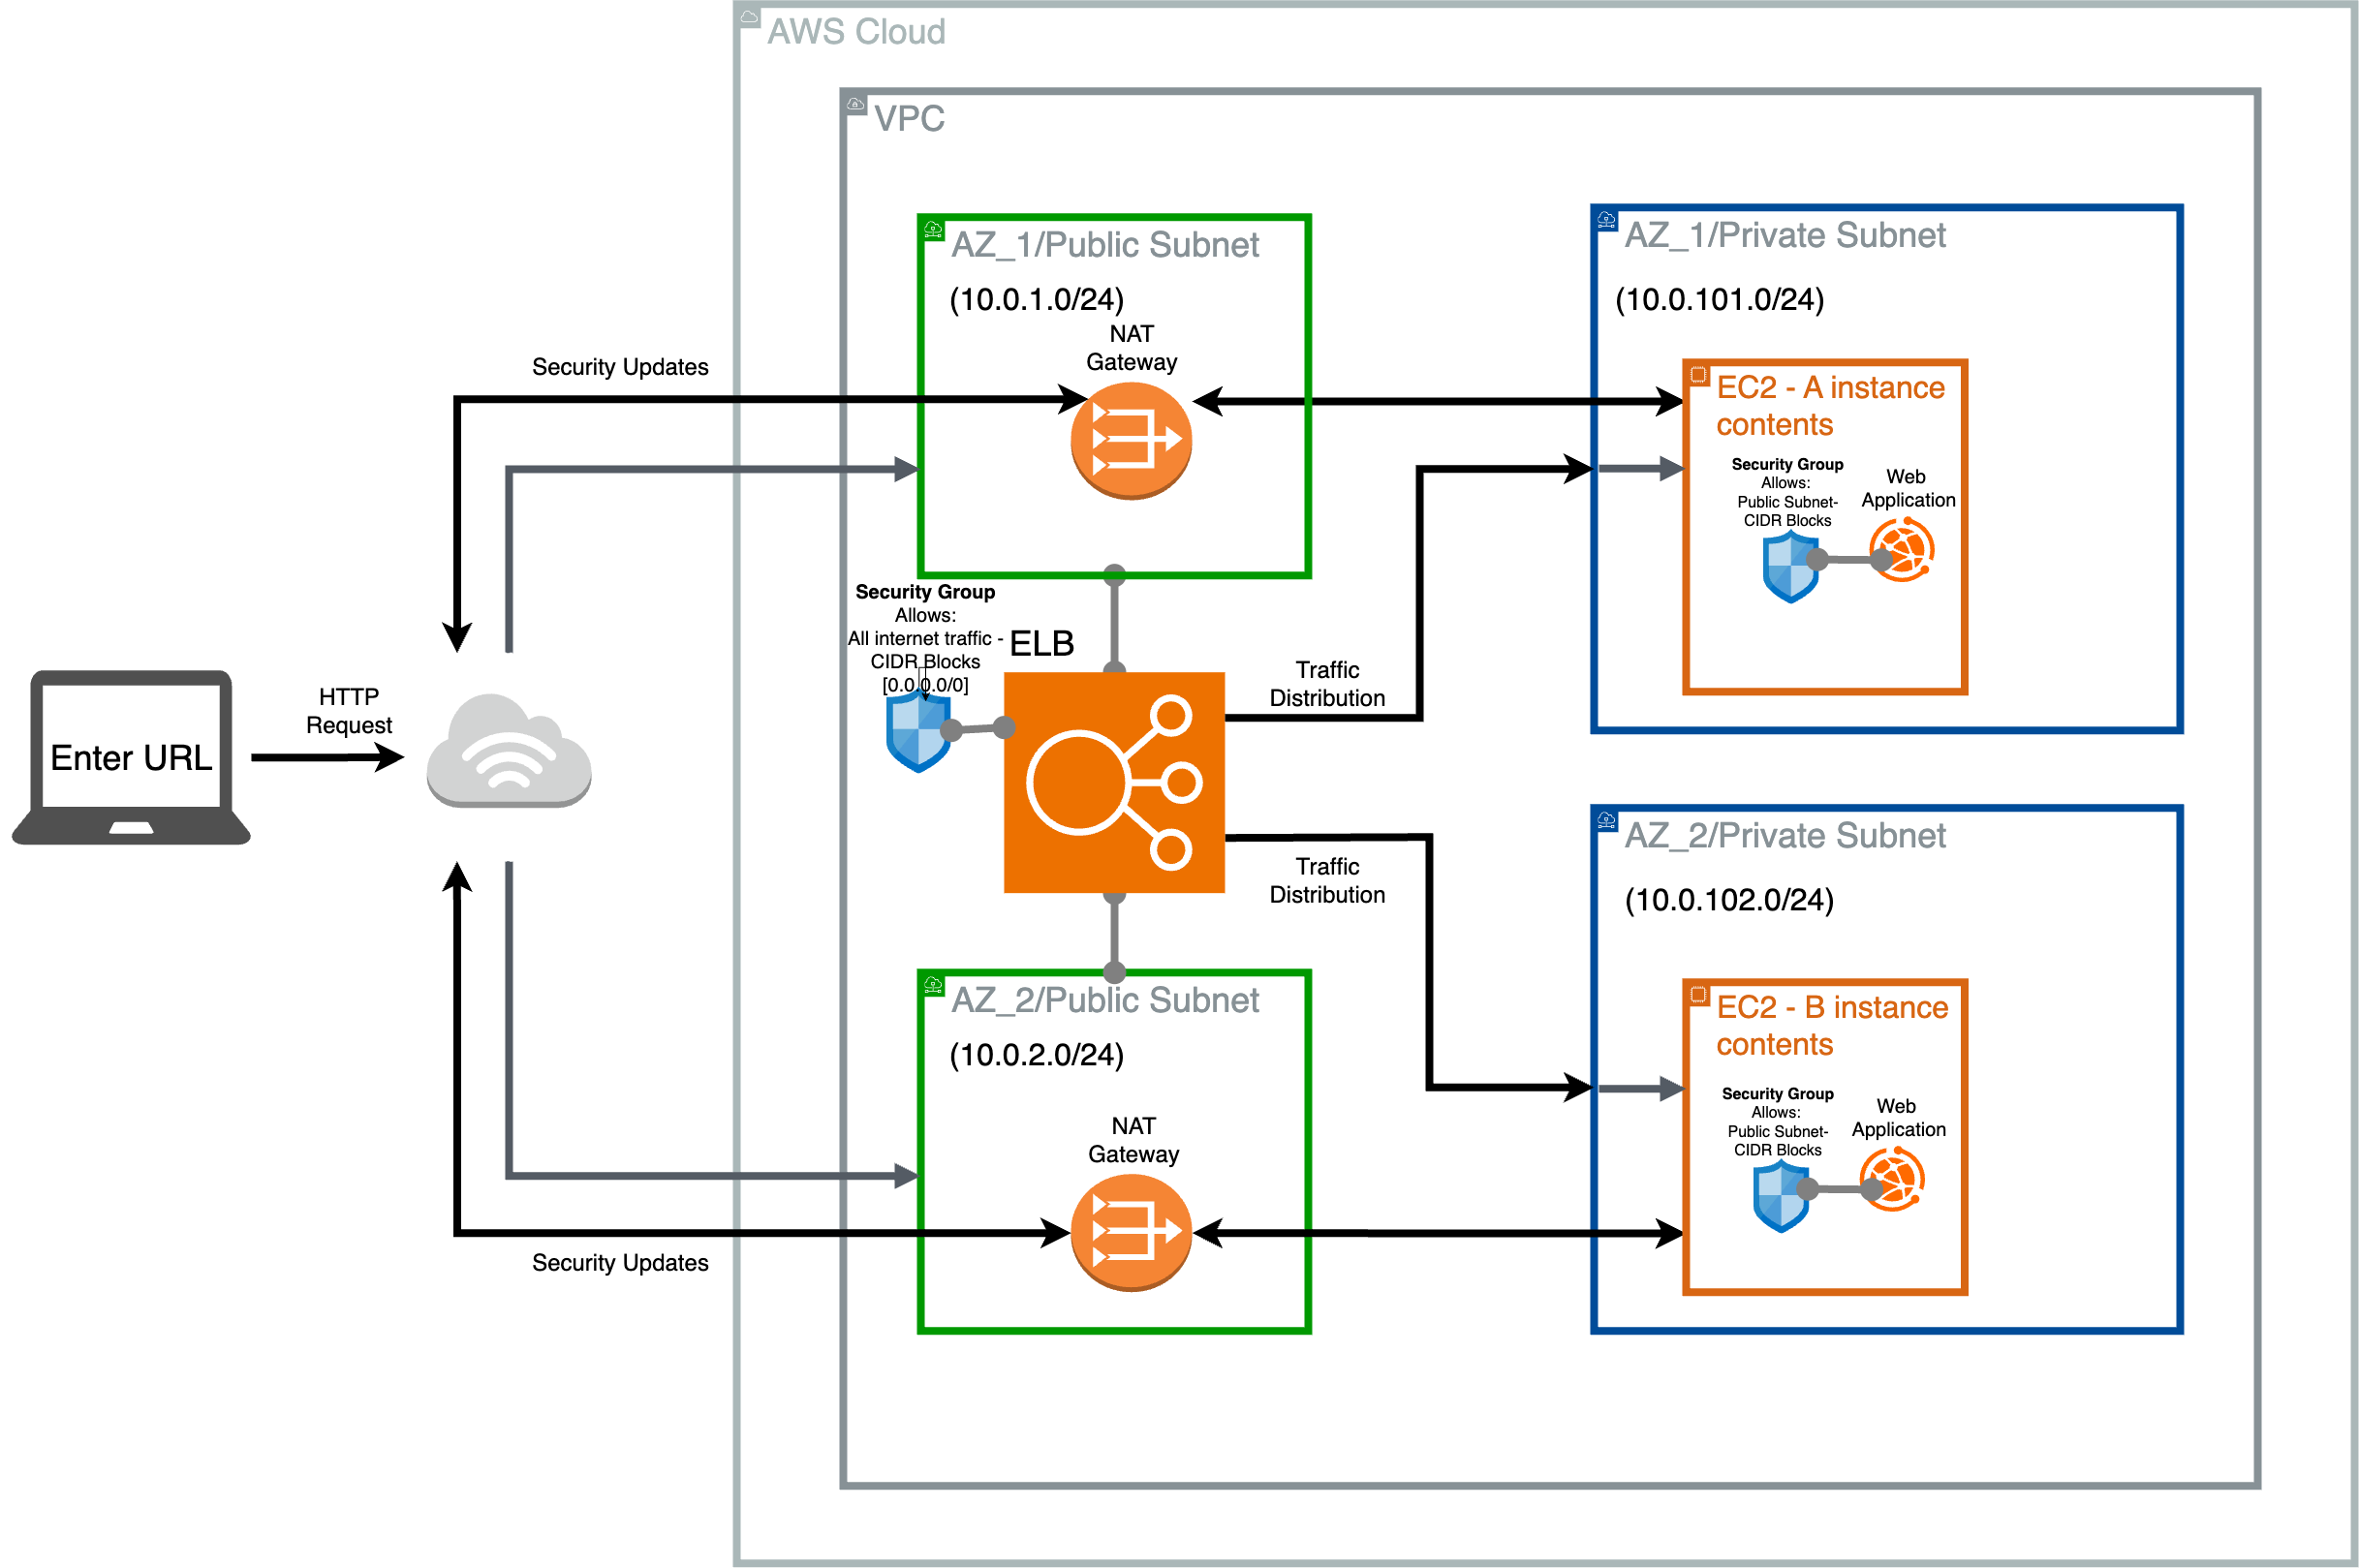 AWS Cloud
VPC
AZ_1/Public Subnet
(10.0.1.0/24)
NAT
Gateway
AZ_1/Private Subnet
(10.0.101.0/24)
EC2 - A instance
contents
Security Group
Allows:
Public Subnet-
CIDR Blocks
Web
Application
Security Updates
Security Group
Allows:
All internet traffic -
CIDR Blocks
[0.0.0.0/0]
ELB
Traffic
Distribution
HTTP
Request
Enter URL
Traffic
Distribution
AZ_2/Private Subnet
(10.0.102.0/24)
EC2 - B instance
contents
Security Group
Allows:
Public Subnet-
CIDR Blocks
Web
Application
AZ_2/Public Subnet
(10.0.2.0/24)
NAT
Gateway
Security Updates